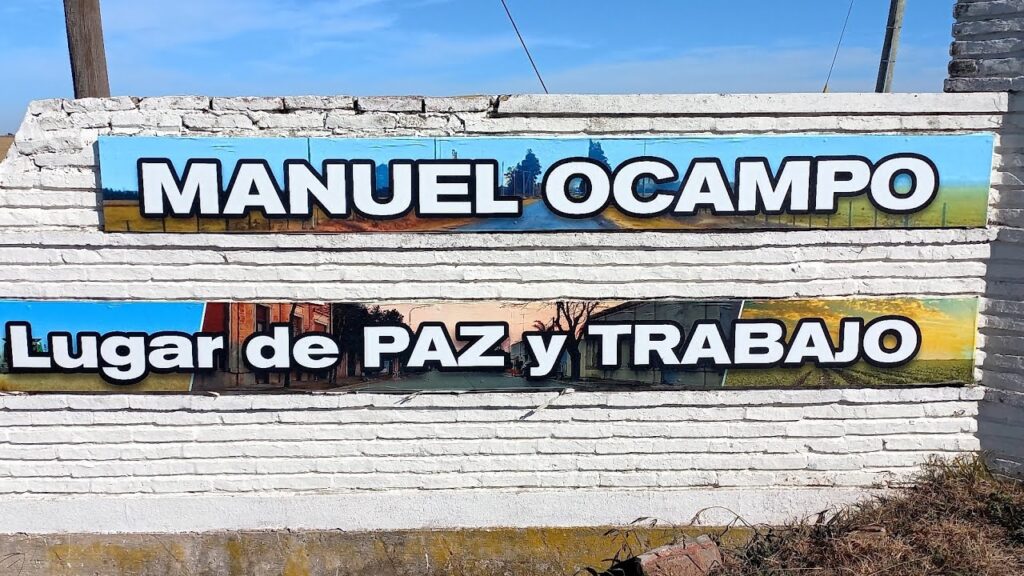 MANUEL OCAMPO
Lugar de PAZ y TRABAJO